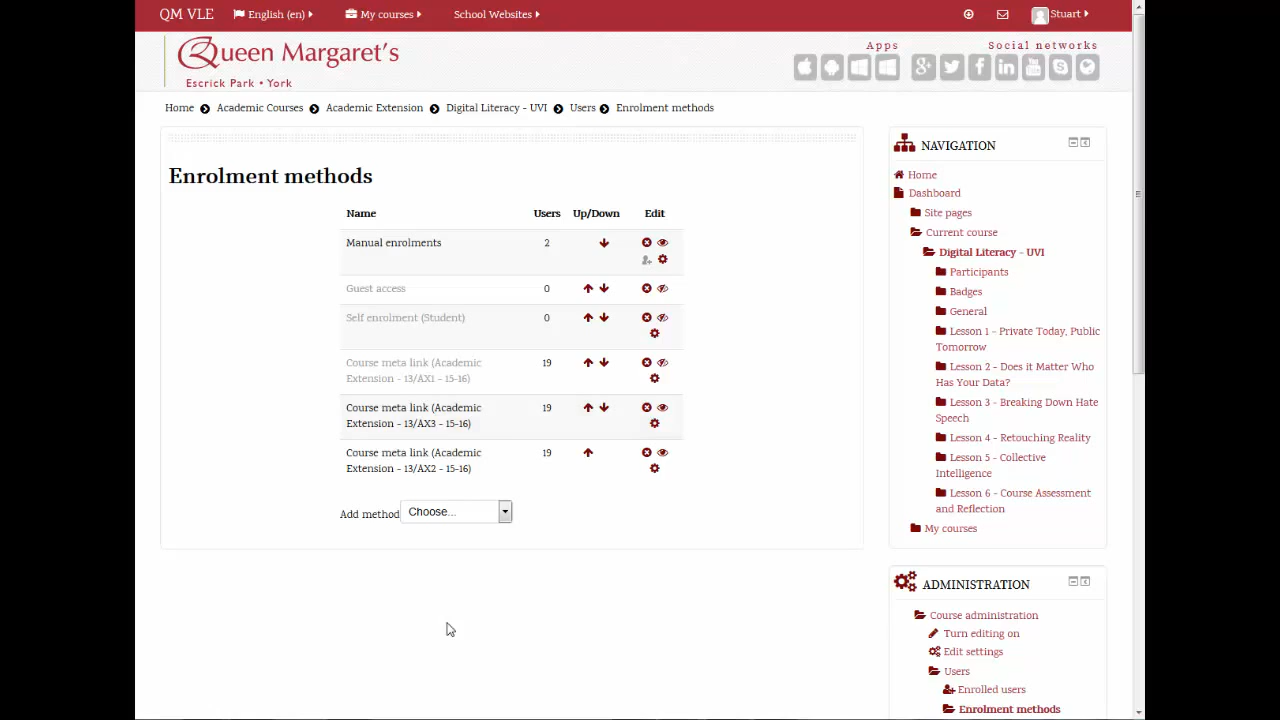 QM VLE English (en) My courses School Websites Stuart
Queen Margaret's
Escrick Park • York
Apps Social networks
Home Academic Courses Academic Extension Digital Literacy - UVI Users Enrolment methods
Enrolment methods
Name Users Up/Down Edit
Manual enrolments 2
Guest access 0
Self enrolment (Student) 0
Course meta link (Academic 19
Extension - 13/AX1 - 15-16)
Course meta link (Academic 19
Extension - 13/AX3 - 15-16)
Course meta link (Academic 19
Extension - 13/AX2 - 15-16)
Add method Choose...
NAVIGATION
Home
Dashboard
Site pages
Current course
Digital Literacy - UVI
Participants
Badges
General
Lesson 1 - Private Today, Public
Tomorrow
Lesson 2 - Does it Matter Who
Has Your Data?
Lesson 3 - Breaking Down Hate
Speech
Lesson 4 - Retouching Reality
Lesson 5 - Collective
Intelligence
Lesson 6 - Course Assessment
and Reflection
My courses
ADMINISTRATION
Course administration
Turn editing on
Edit settings
Users
Enrolled users
Enrolment methods